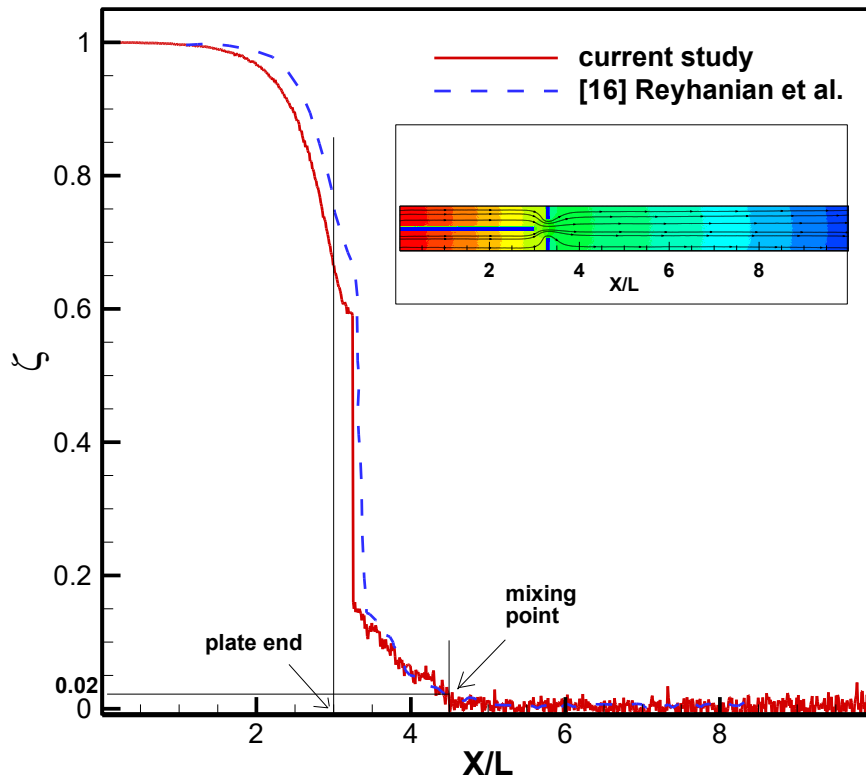 current study
[16] Reyhanian et al.
1
0.8
0.6
0.4
0.2
0.02
0
ζ
2
4
6
8
X/L
mixing
point
plate end
2
4
6
8
X/L